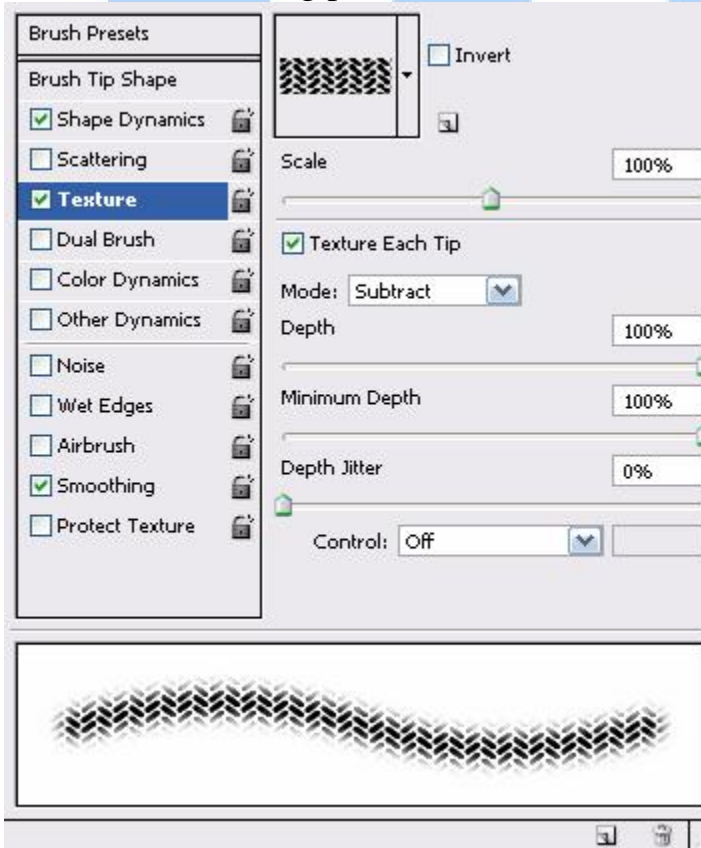 Brush Presets
Brush Tip Shape
Shape Dynamics
Scattering
Texture
Dual Brush
Color Dynamics
Other Dynamics
Noise
Wet Edges
Airbrush
Smoothing
Protect Texture
Invert
Scale 100%
Texture Each Tip
Mode: Subtract
Depth 100%
Minimum Depth 100%
Depth Jitter 0%
Control: Off